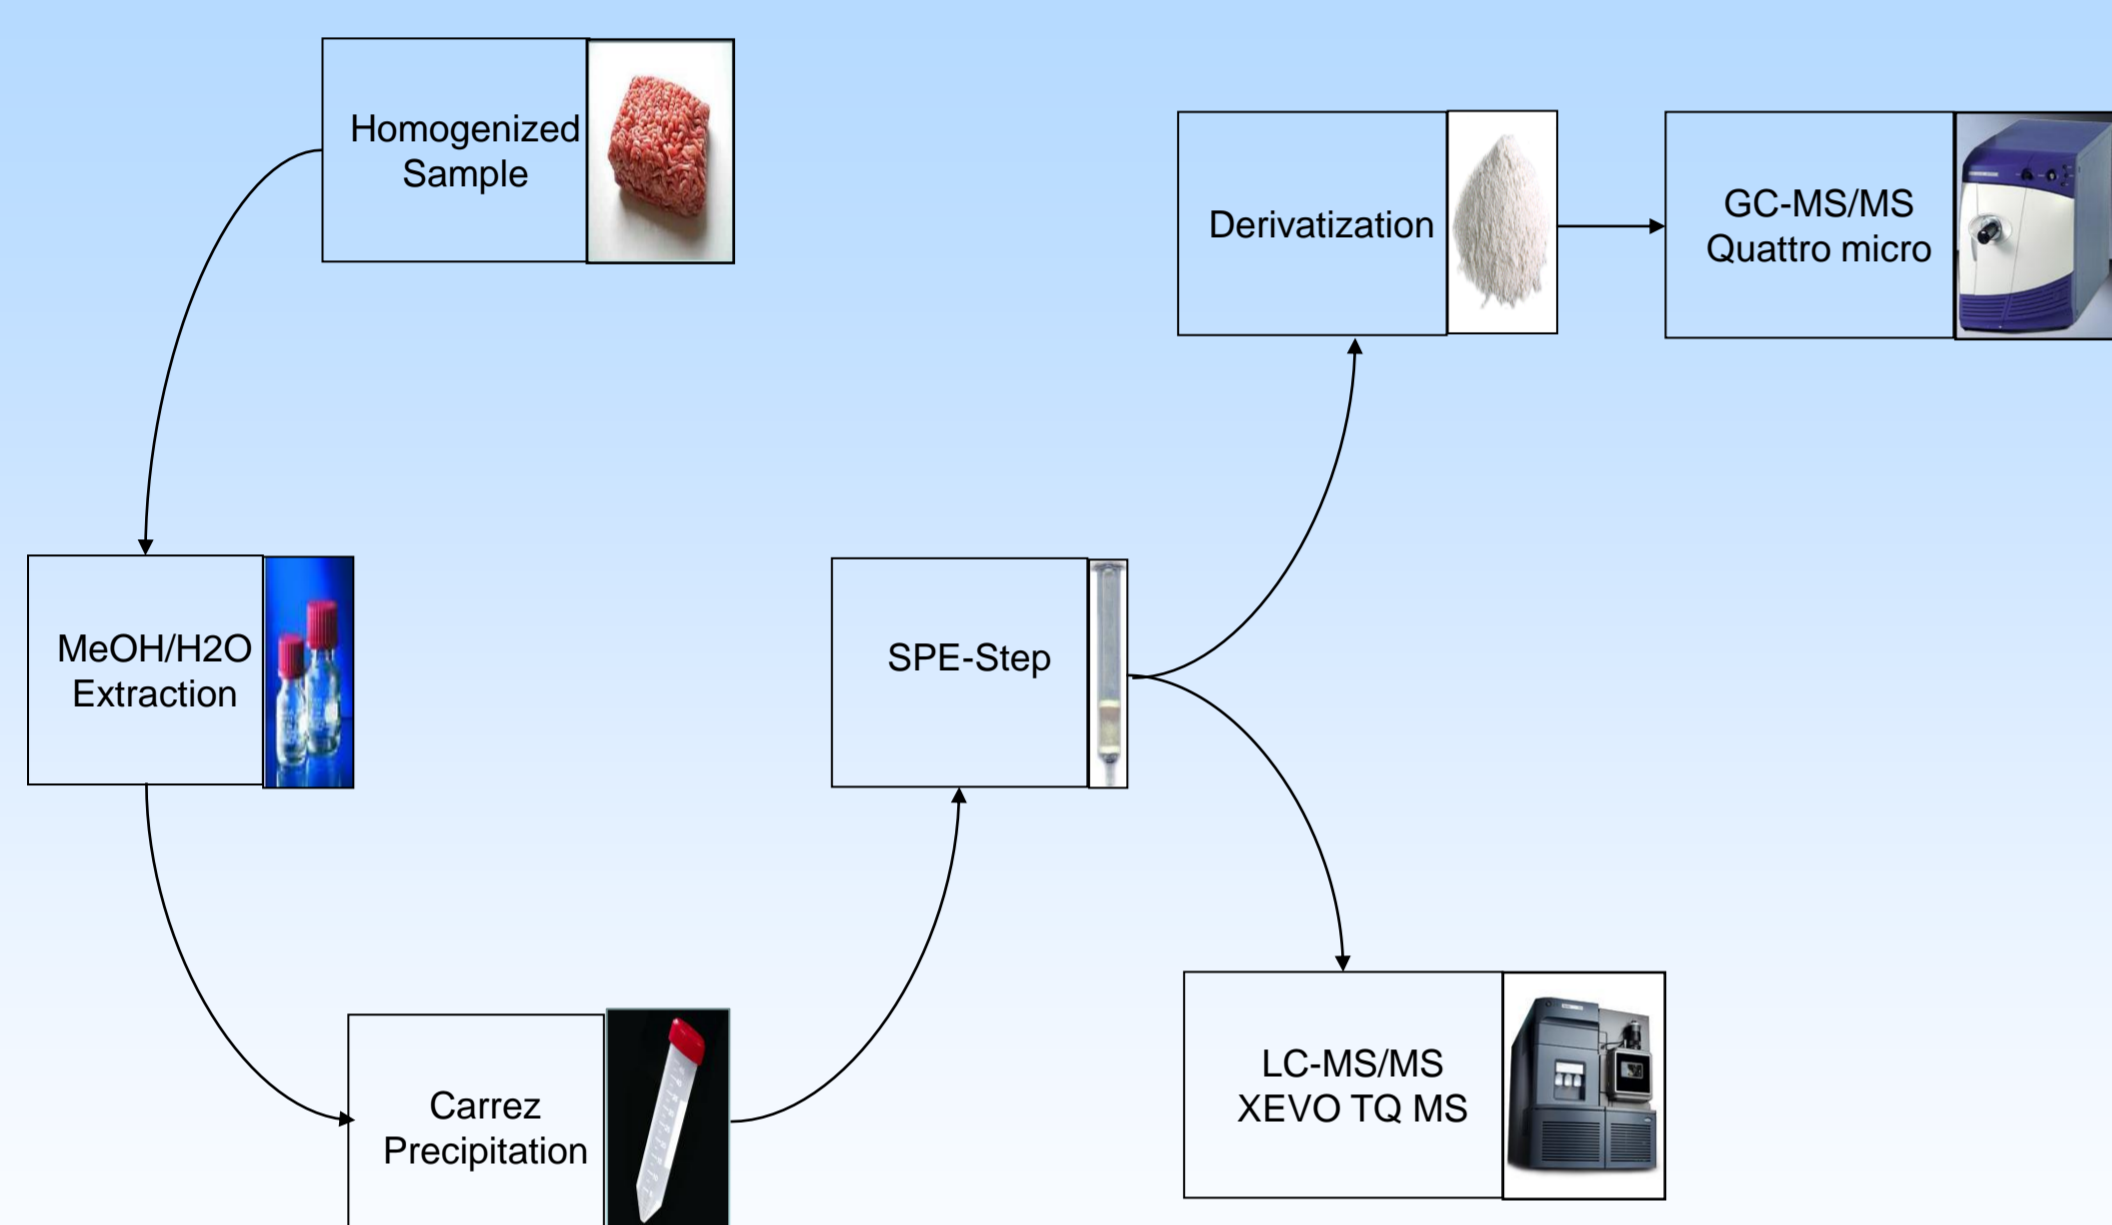 Homogenized
Sample
MeOH/H2O
Extraction
Carrez
Precipitation
SPE-Step
Derivatization
GC-MS/MS
Quattro micro
LC-MS/MS
XEVO TQ MS